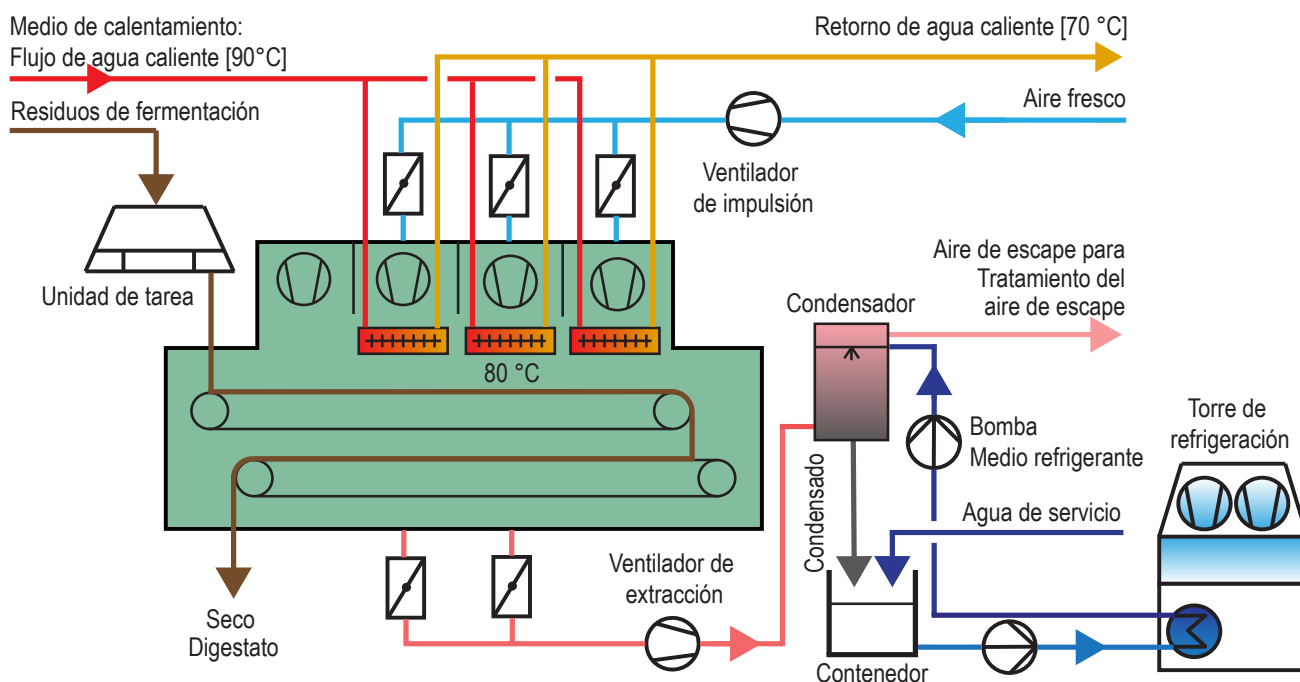 Medio de calentamiento:
Flujo de agua caliente [90°C]
Retorno de agua caliente [70 °C]
Residuos de fermentación
Aire fresco
Ventilador
de impulsión
Unidad de tarea
Aire de escape para
Tratamiento del
aire de escape
Condensador
80 °C
Bomba
Medio refrigerante
Torre de
refrigeración
Condensado
Agua de servicio
Ventilador de
extracción
Seco
Digestato
Contenedor